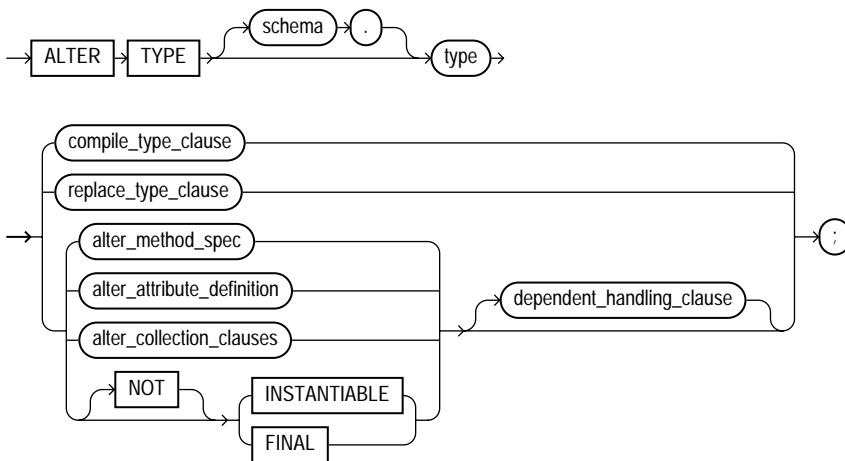 ALTER TYPE schema . type
compile_type_clause
replace_type_clause
alter_method_spec
alter_attribute_definition
alter_collection_clauses
dependent_handling_clause
;
NOT INSTANTIABLE
FINAL